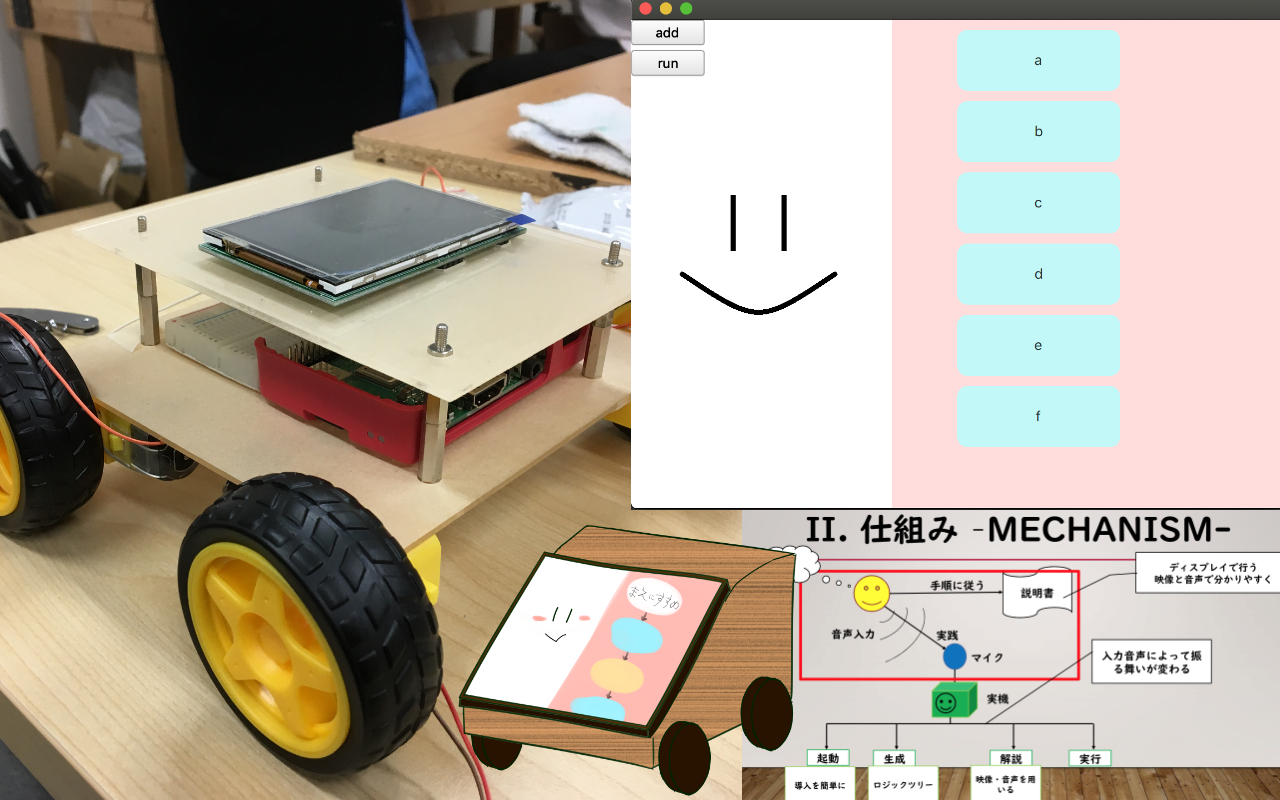 add
run
a
b
c
d
e
f
まえにすすめ
II. 仕組み -MECHANISM-
ディスプレイで行う
映像と音声で分かりやすく
手順に従う
説明書
音声入力
実践
マイク
入力音声によって振
る舞いが変わる
実機
起動
生成
解説
実行
導入を簡単に
ロジックツリー
映像・音声を用
いる